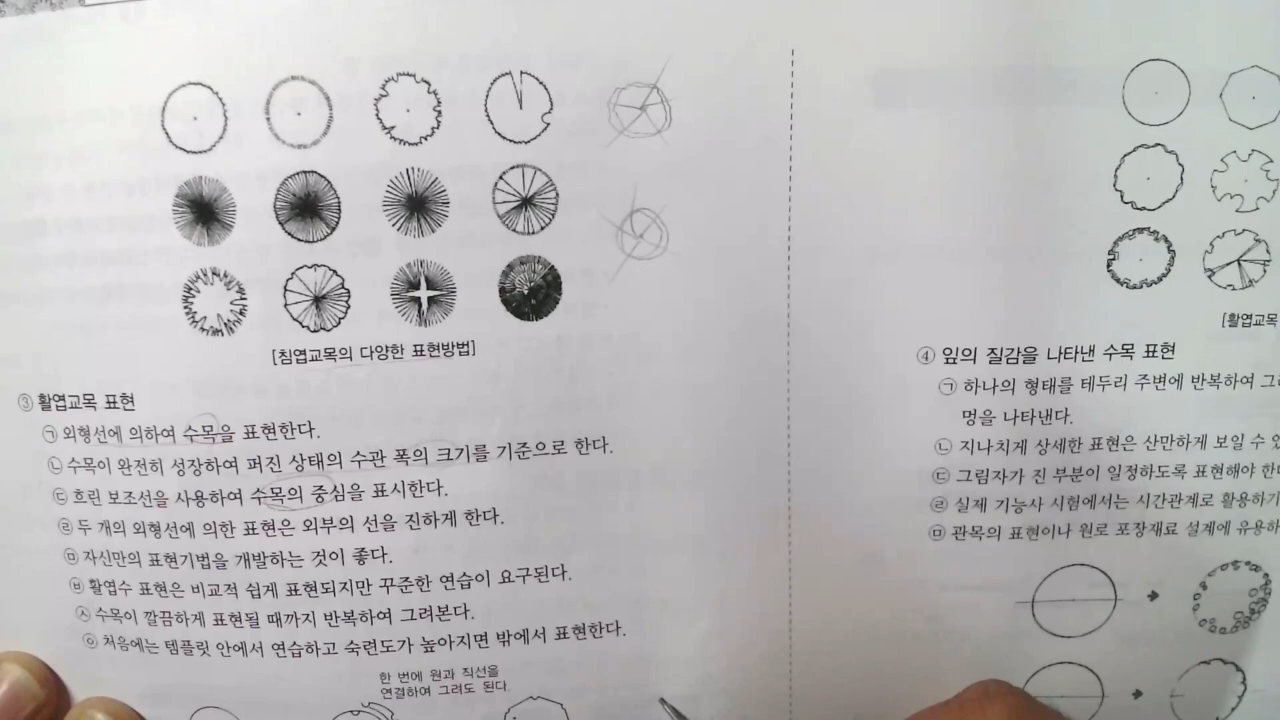 [침엽교목의 다양한 표현방법]
③ 활엽교목 표현
㉠ 외형선에 의하여 수목을 표현한다.
㉡ 수목이 완전히 성장하여 퍼진 상태의 수관 폭의 크기를 기준으로 한다.
㉢ 흐린 보조선을 사용하여 수목의 중심을 표시한다.
㉣ 두 개의 외형선에 의한 표현은 외부의 선을 진하게 한다.
㉤ 자신만의 표현기법을 개발하는 것이 좋다.
㉥ 활엽수 표현은 비교적 쉽게 표현되지만 꾸준한 연습이 요구된다.
㉦ 수목이 깔끔하게 표현될 때까지 반복하여 그려본다.
㉧ 처음에는 템플릿 안에서 연습하고 숙련도가 높아지면 밖에서 표현한다.
한 번에 원과 직선을
연결하여 그려도 된다.
[활엽교목
④ 잎의 질감을 나타낸 수목 표현
㉠ 하나의 형태를 테두리 주변에 반복하여
멍을 나타낸다.
㉡ 지나치게 상세한 표현은 산만하게 보일 수
㉢ 그림자가 진 부분이 일정하도록 표현해야
㉣ 실제 기능사 시험에서는 시간관계로 활용하기
㉤ 관목의 표현이나 원로 포장재료 설계에